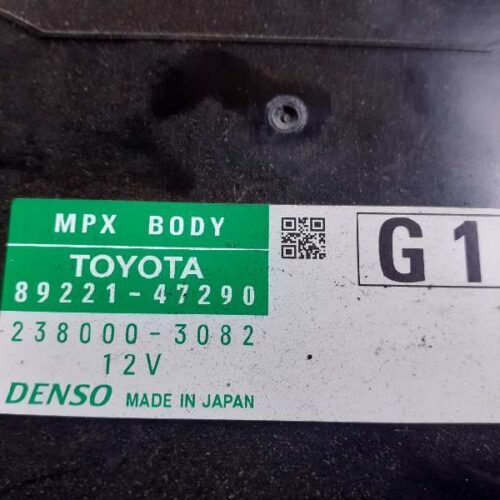 MPX BODY
TOYOTA
89221-47290
238000-3082
12V
DENSO MADE IN JAPAN
G1